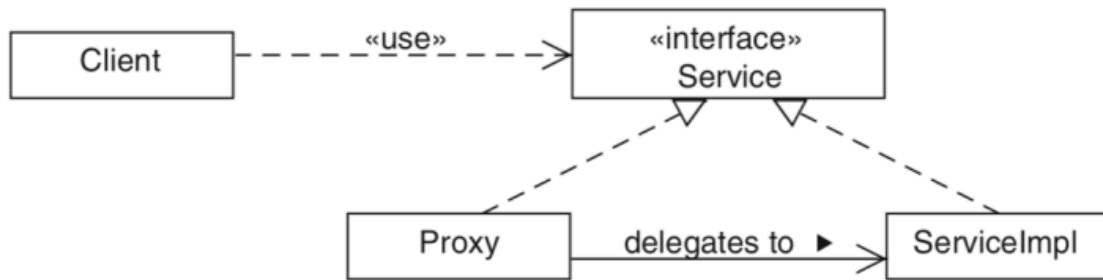 Client
«use»
«interface»
Service
Proxy
delegates to ►
ServiceImpl